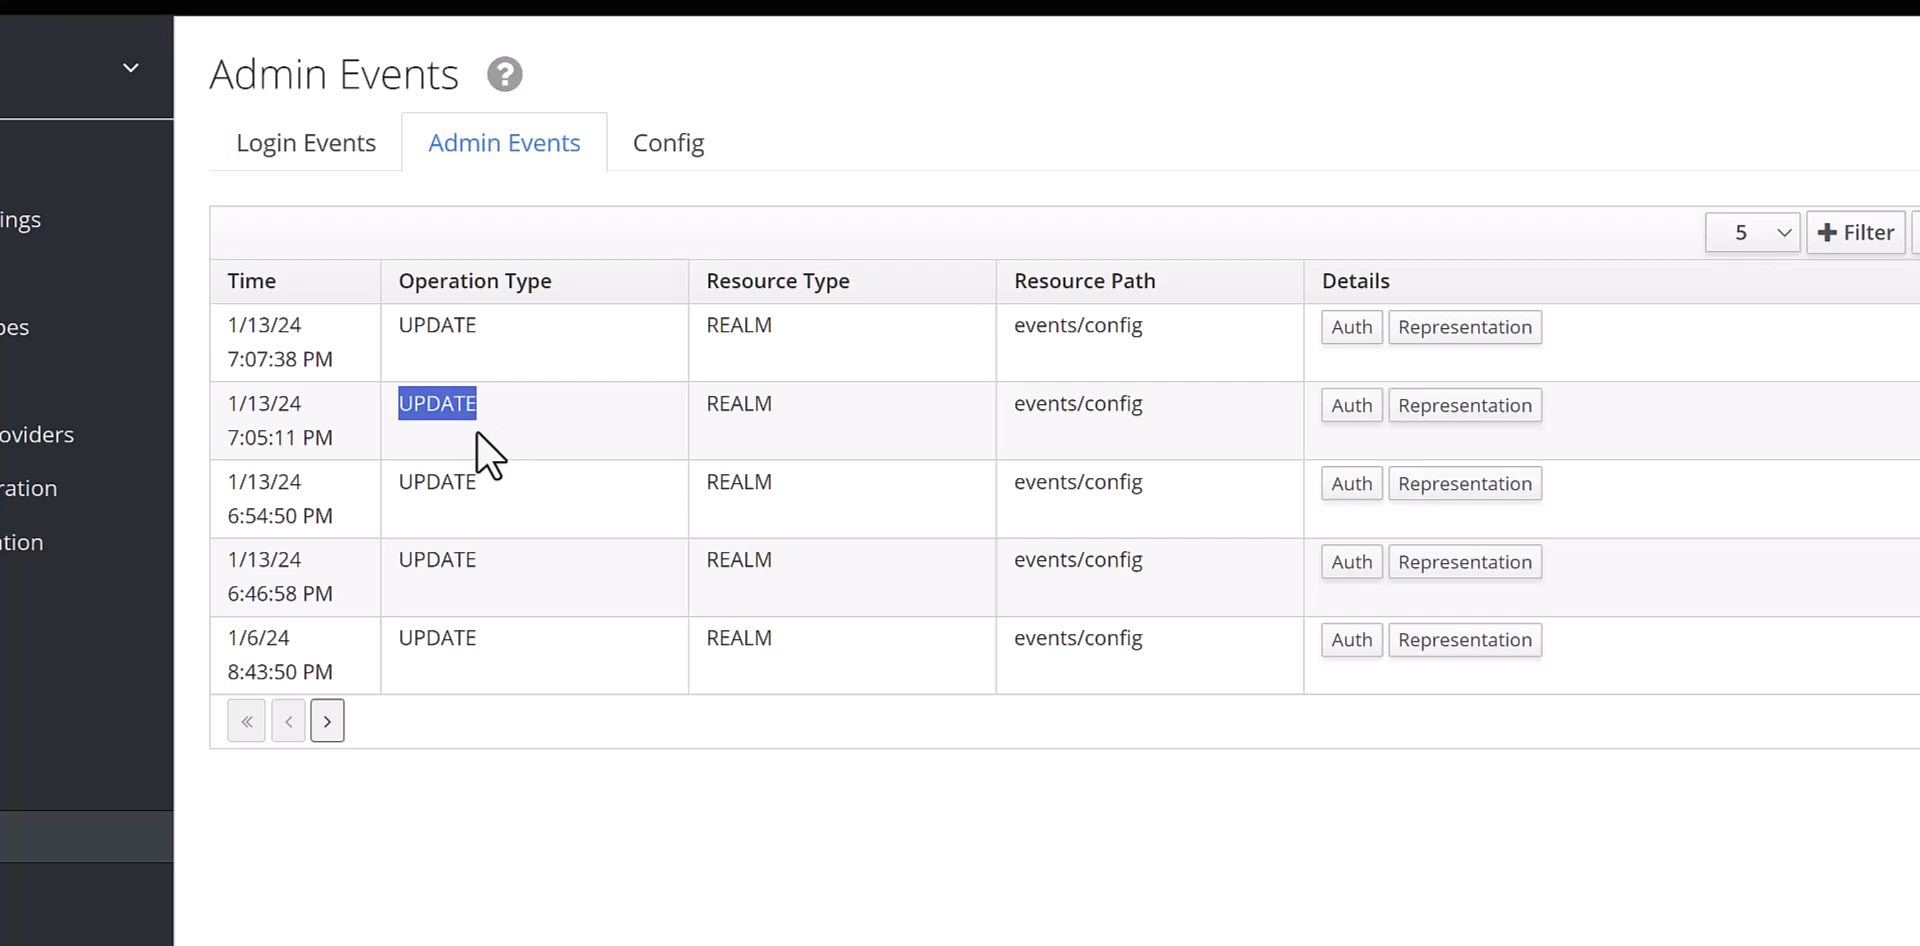 Admin Events ?
Login Events Admin Events Config
5 Filter
Time Operation Type Resource Type Resource Path Details
1/13/24 UPDATE REALM events/config Auth Representation
7:07:38 PM
1/13/24 UPDATE REALM events/config Auth Representation
7:05:11 PM
1/13/24 UPDATE REALM events/config Auth Representation
6:54:50 PM
1/13/24 UPDATE REALM events/config Auth Representation
6:46:58 PM
1/6/24 UPDATE REALM events/config Auth Representation
8:43:50 PM
« ‹ ›
ings
pes
oviders
ration
ation